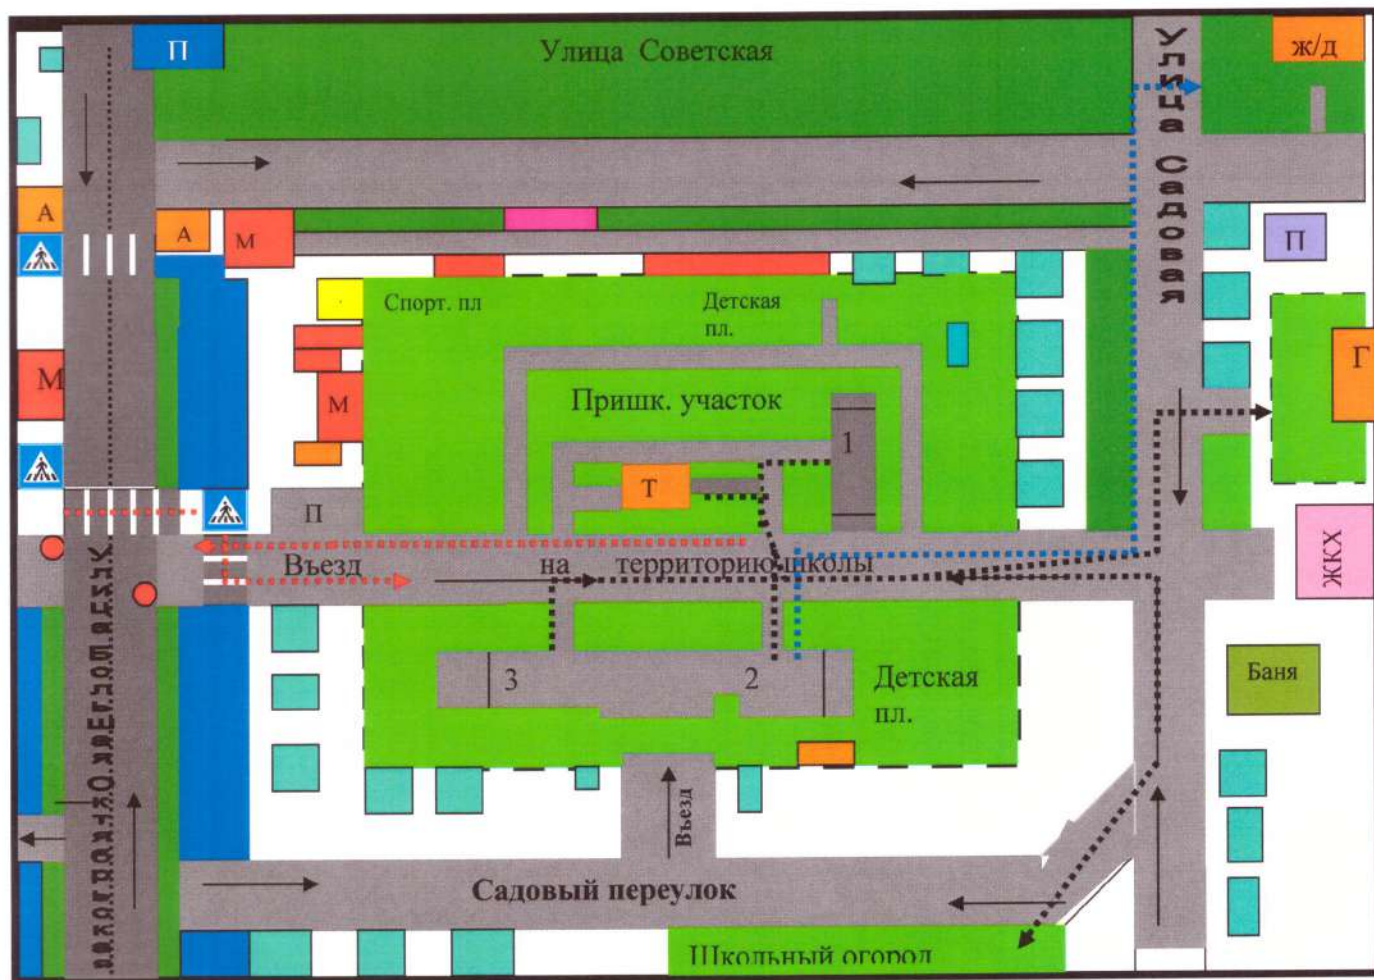 П
Улица Советская
Улица Садовая
ж/д
А
А
М
П
Спорт. пл
Детская
пл.
М
М
Г
Пришк. участок
1
Т
П
Въезд на территорию школы
ЖКХ
3
2
Детская
пл.
Баня
Въезд
Садовый переулок
Школьный огород